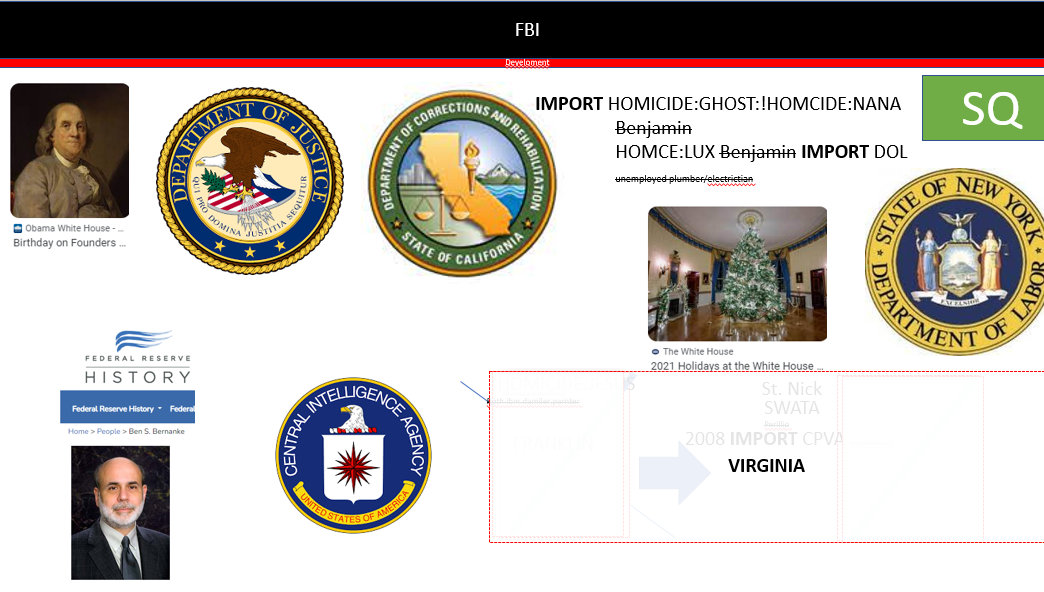 FBI
Develoment
IMPORT HOMICIDE:GHOST:!HOMCIDE:NANA
Benjamin
HOMCE:LUX Benjamin IMPORT DOL
unemployed plumber/electrictian
SQ
Obama White House - ...
Birthday on Founders ...
DEPARTMENT OF JUSTICE
QUI PRO DOMINA JUSTITIA SEQUITUR
DEPARTMENT OF CORRECTIONS AND REHABILITATION
STATE OF CALIFORNIA
STATE OF NEW YORK
EXCELSIOR
DEPARTMENT OF LABOR
The White House
2021 Holidays at the White House ...
FEDERAL RESERVE
HISTORY
Federal Reserve History Federal
Home > People > Ben S. Bernanke
CENTRAL INTELLIGENCE AGENCY
UNITED STATES OF AMERICA
St. Nick
SWATA
2008 IMPORT CPVA
VIRGINIA